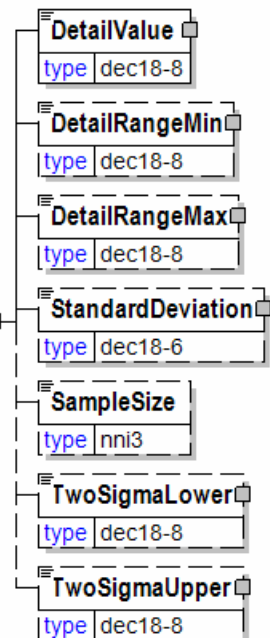 DetailValue
type dec18-8
DetailRangeMin
type dec18-8
DetailRangeMax
type dec18-8
StandardDeviation
type dec18-6
SampleSize
type nni3
TwoSigmaLower
type dec18-8
TwoSigmaUpper
type dec18-8